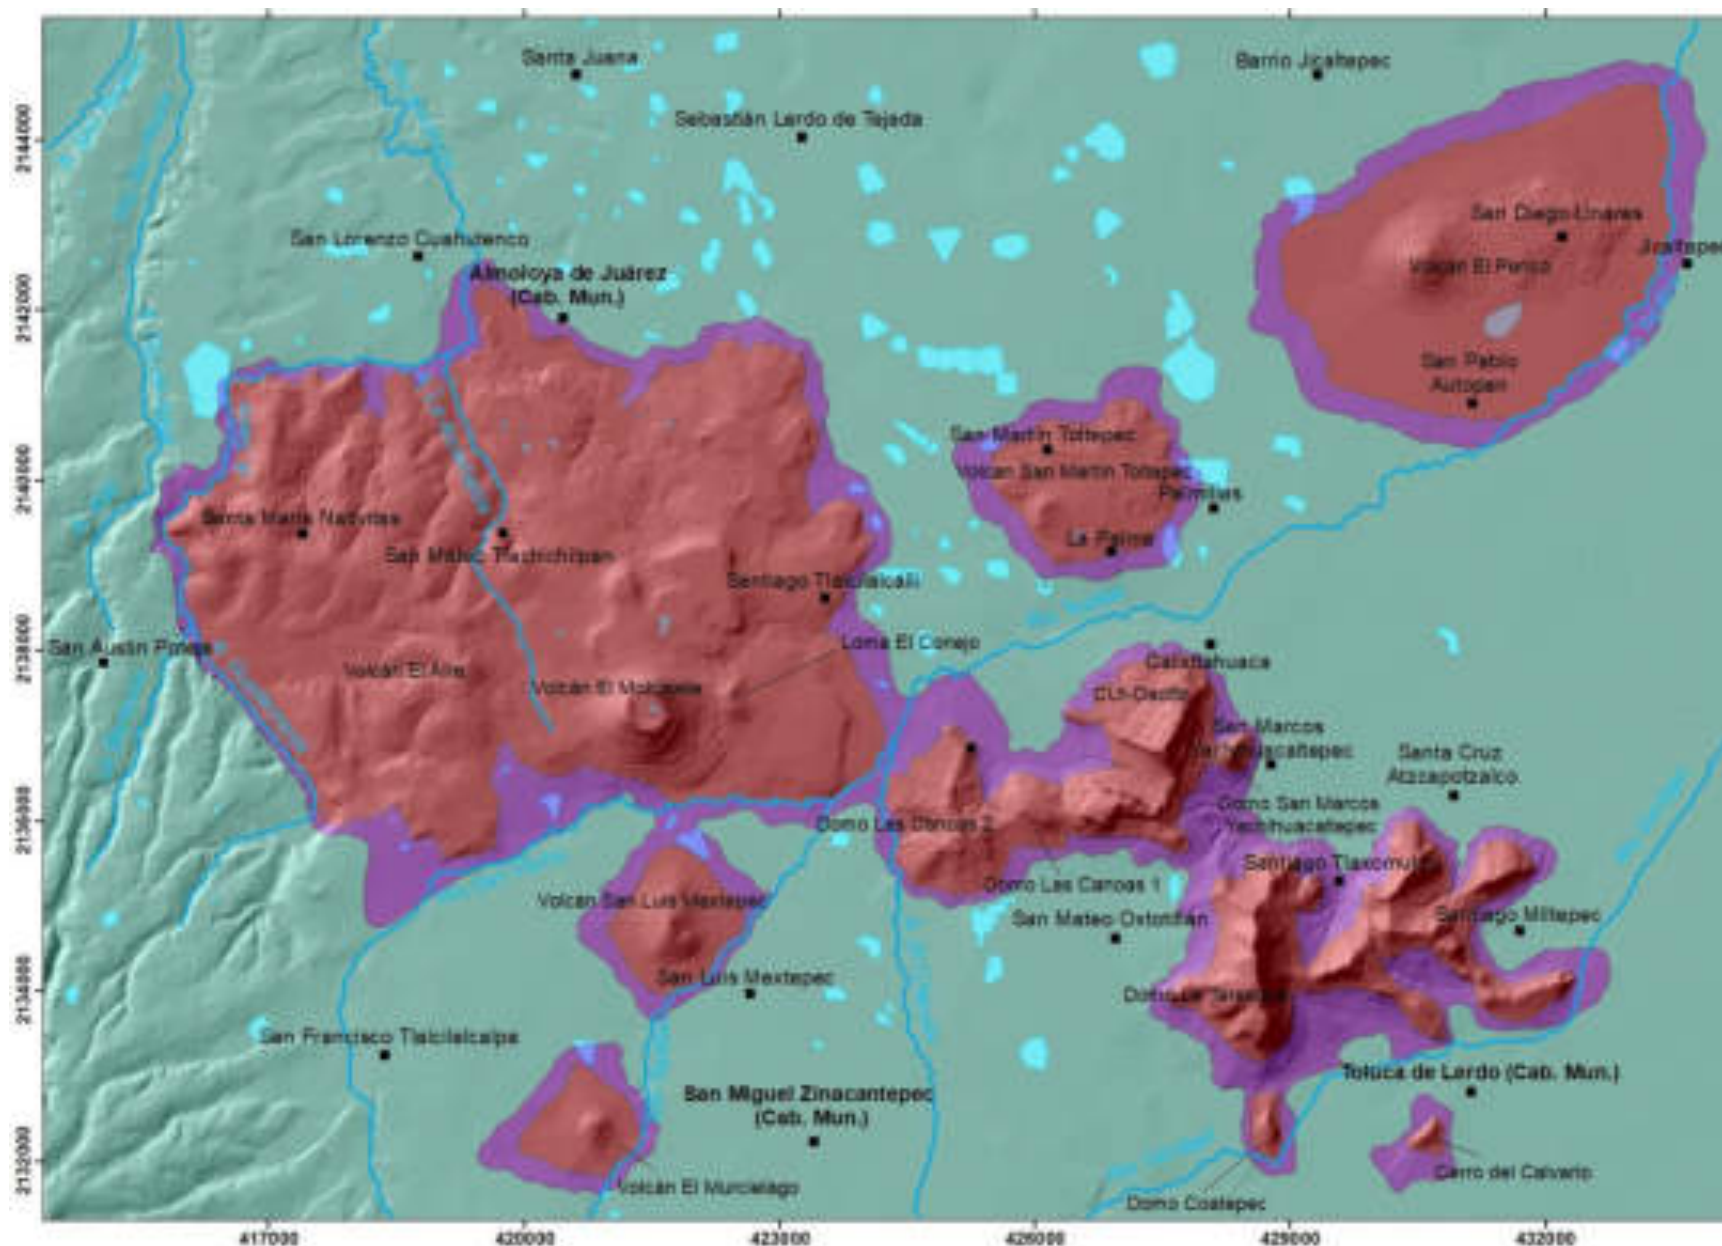 Santa Juana
Barrio Jicaltepec
Sebastián Lerdo de Tejada
San Diego Linares
San Lorenzo Cuahutenco
Jicaltepec
Almoloya de Juárez
(Cab. Mun.)
Volcán El Perico
San Pablo
Autopan
San Martín Toltepec
Volcán San Martín Toltepec
Palmillas
Santa María Nativitas
La Palma
San Mateo Tlachichilpan
Santiago Tlalcilalcalli
Loma El Conejo
San Austin Poteje
Calixtlahuaca
Volcán El Aire
Volcán El Molcajete
San Marcos
Yachihuacaltepec
Santa Cruz
Atzcapotzalco
Domo San Marcos
Yachihuacaltepec
Domo Las Canoas 2
Santiago Tlaxomulco
Domo Las Canoas 1
Volcán San Luis Mextepec
San Mateo Oxtotitlán
Santiago Miltepec
San Luis Mextepec
San Francisco Tlalcilalcalpa
Toluca de Lerdo (Cab. Mun.)
San Miguel Zinacantepec
(Cab. Mun.)
Volcán El Murcielago
Cerro del Calvario
Domo Coatepec
2144000
2142000
2140000
2138000
2136000
2134000
2132000
417000 420000 423000 426000 429000 432000